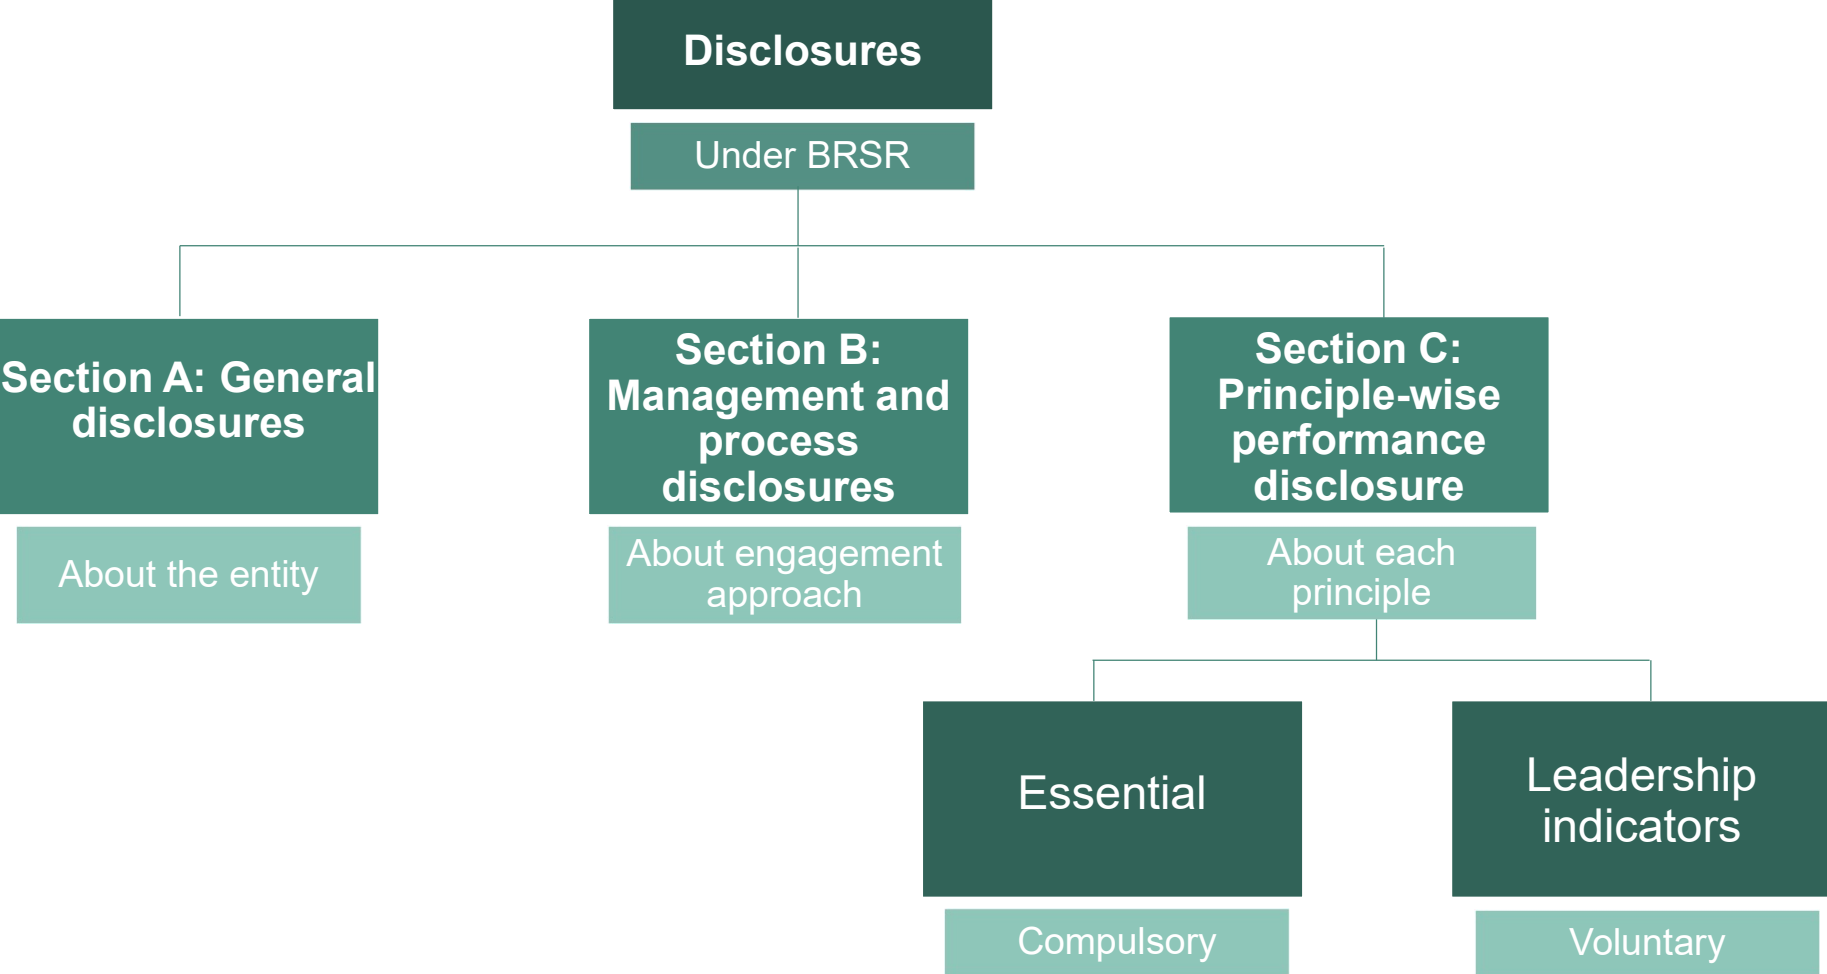 Disclosures
Under BRSR
Section A: General
disclosures
About the entity
Section B:
Management and
process
disclosures
About engagement
approach
Section C:
Principle-wise
performance
disclosure
About each
principle
Essential
Compulsory
Leadership
indicators
Voluntary